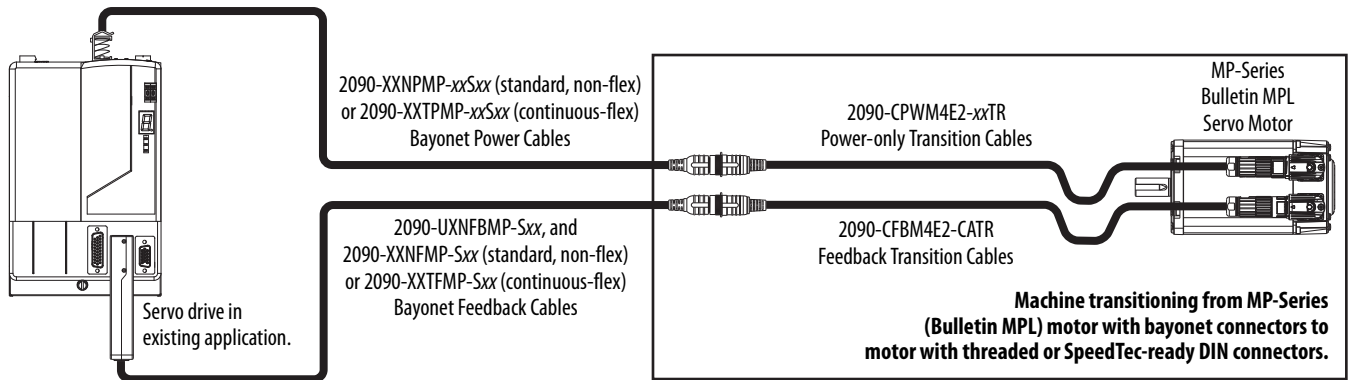 2090-XXNPMP-xxSxx (standard, non-flex)
or 2090-XXTPMP-xxSxx (continuous-flex)
Bayonet Power Cables
2090-CPWM4E2-xxTR
Power-only Transition Cables
MP-Series
Bulletin MPL
Servo Motor
2090-UXNFBMP-Sxx, and
2090-XXNFMP-Sxx (standard, non-flex)
or 2090-XXTFMP-Sxx (continuous-flex)
Bayonet Feedback Cables
2090-CFBM4E2-CATR
Feedback Transition Cables
Servo drive in
existing application.
Machine transitioning from MP-Series
(Bulletin MPL) motor with bayonet connectors to
motor with threaded or SpeedTec-ready DIN connectors.